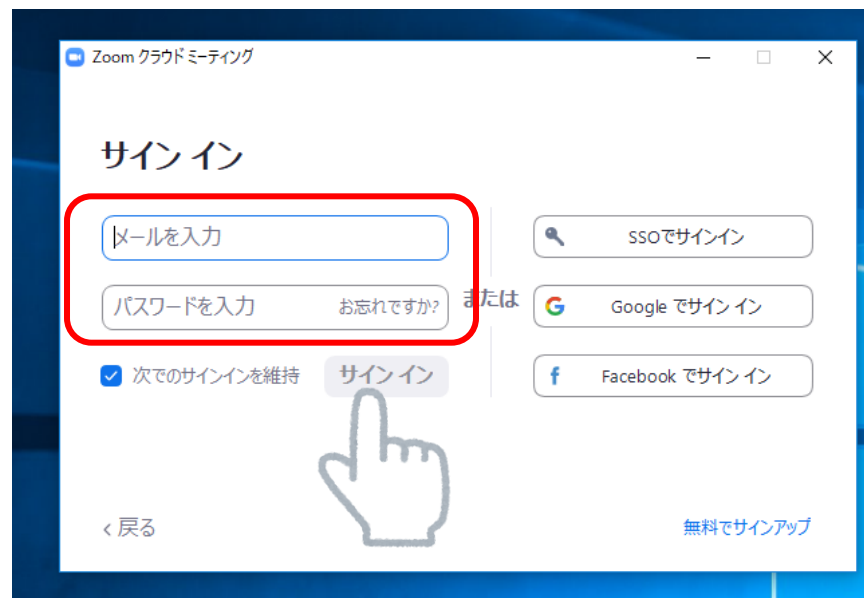 Zoom クラウド ミーティング
サイン イン
メールを入力
パスワードを入力 お忘れですか?
次でのサインインを維持 サイン イン
または
SSOでサインイン
Google でサイン イン
Facebook でサイン イン
‹ 戻る
無料でサインアップ